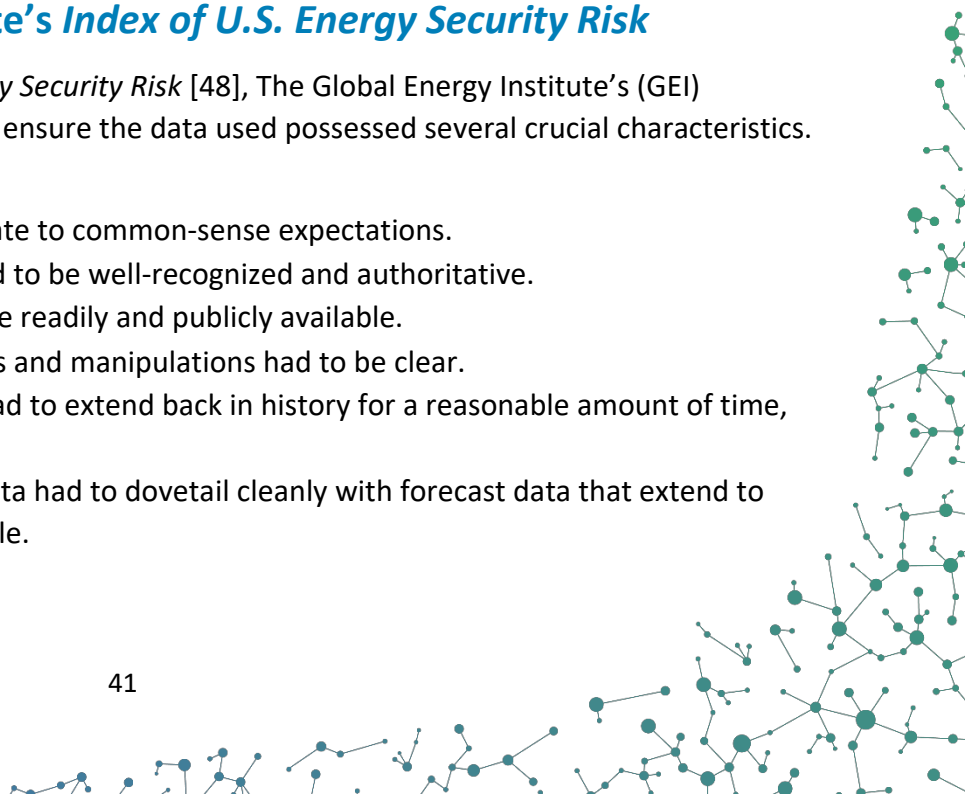 te’s Index of U.S. Energy Security Risk
y Security Risk [48], The Global Energy Institute’s (GEI)
ensure the data used possessed several crucial characteristics.
ate to common-sense expectations.
d to be well-recognized and authoritative.
e readily and publicly available.
s and manipulations had to be clear.
ad to extend back in history for a reasonable amount of time,
ta had to dovetail cleanly with forecast data that extend to
le.
41